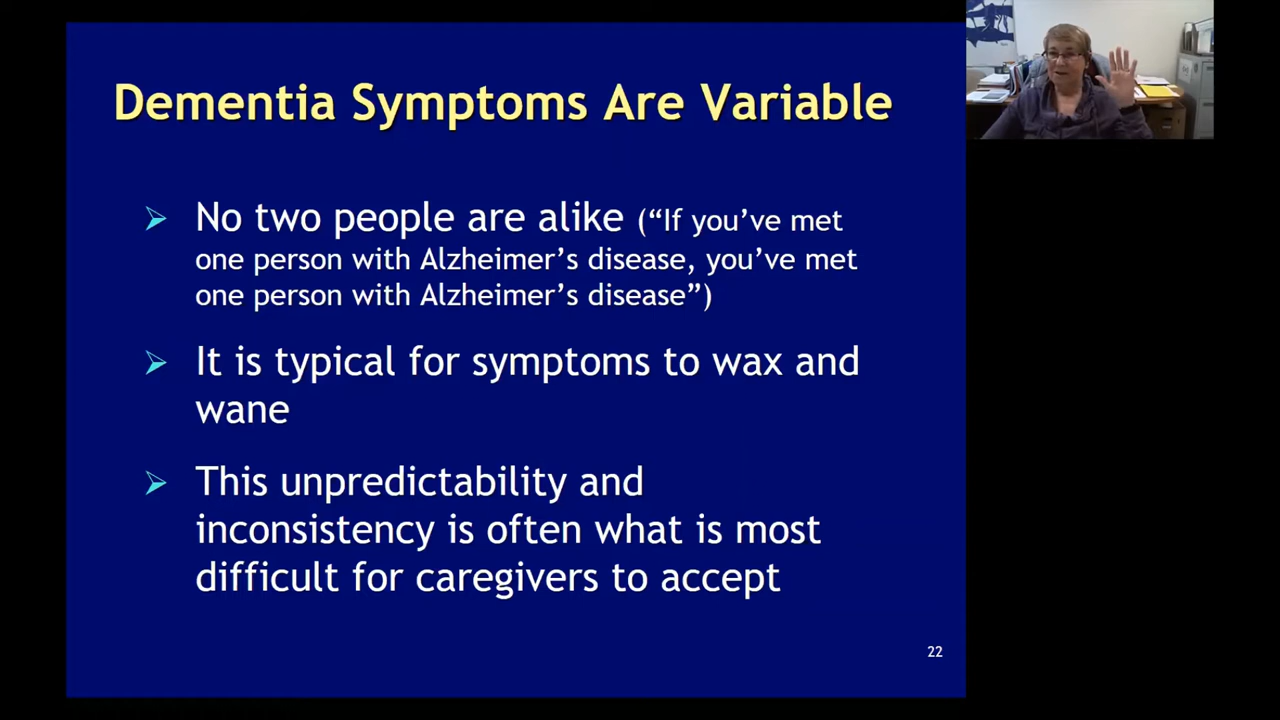 Dementia Symptoms Are Variable
No two people are alike (“If you’ve met
one person with Alzheimer’s disease, you’ve met
one person with Alzheimer’s disease”)
It is typical for symptoms to wax and
wane
This unpredictability and
inconsistency is often what is most
difficult for caregivers to accept
22